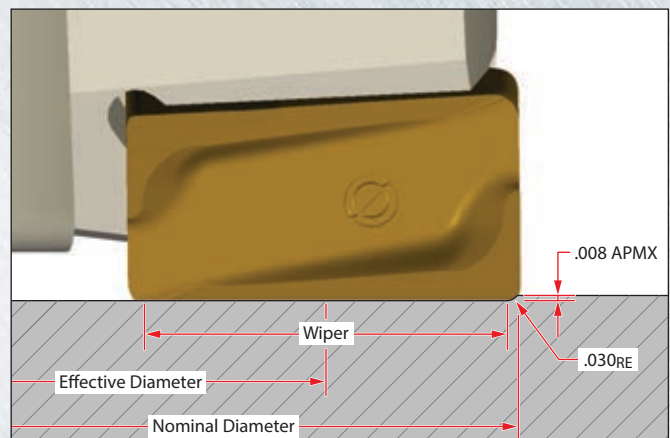 .008 APMX
Wiper
.030RE
Effective Diameter
Nominal Diameter